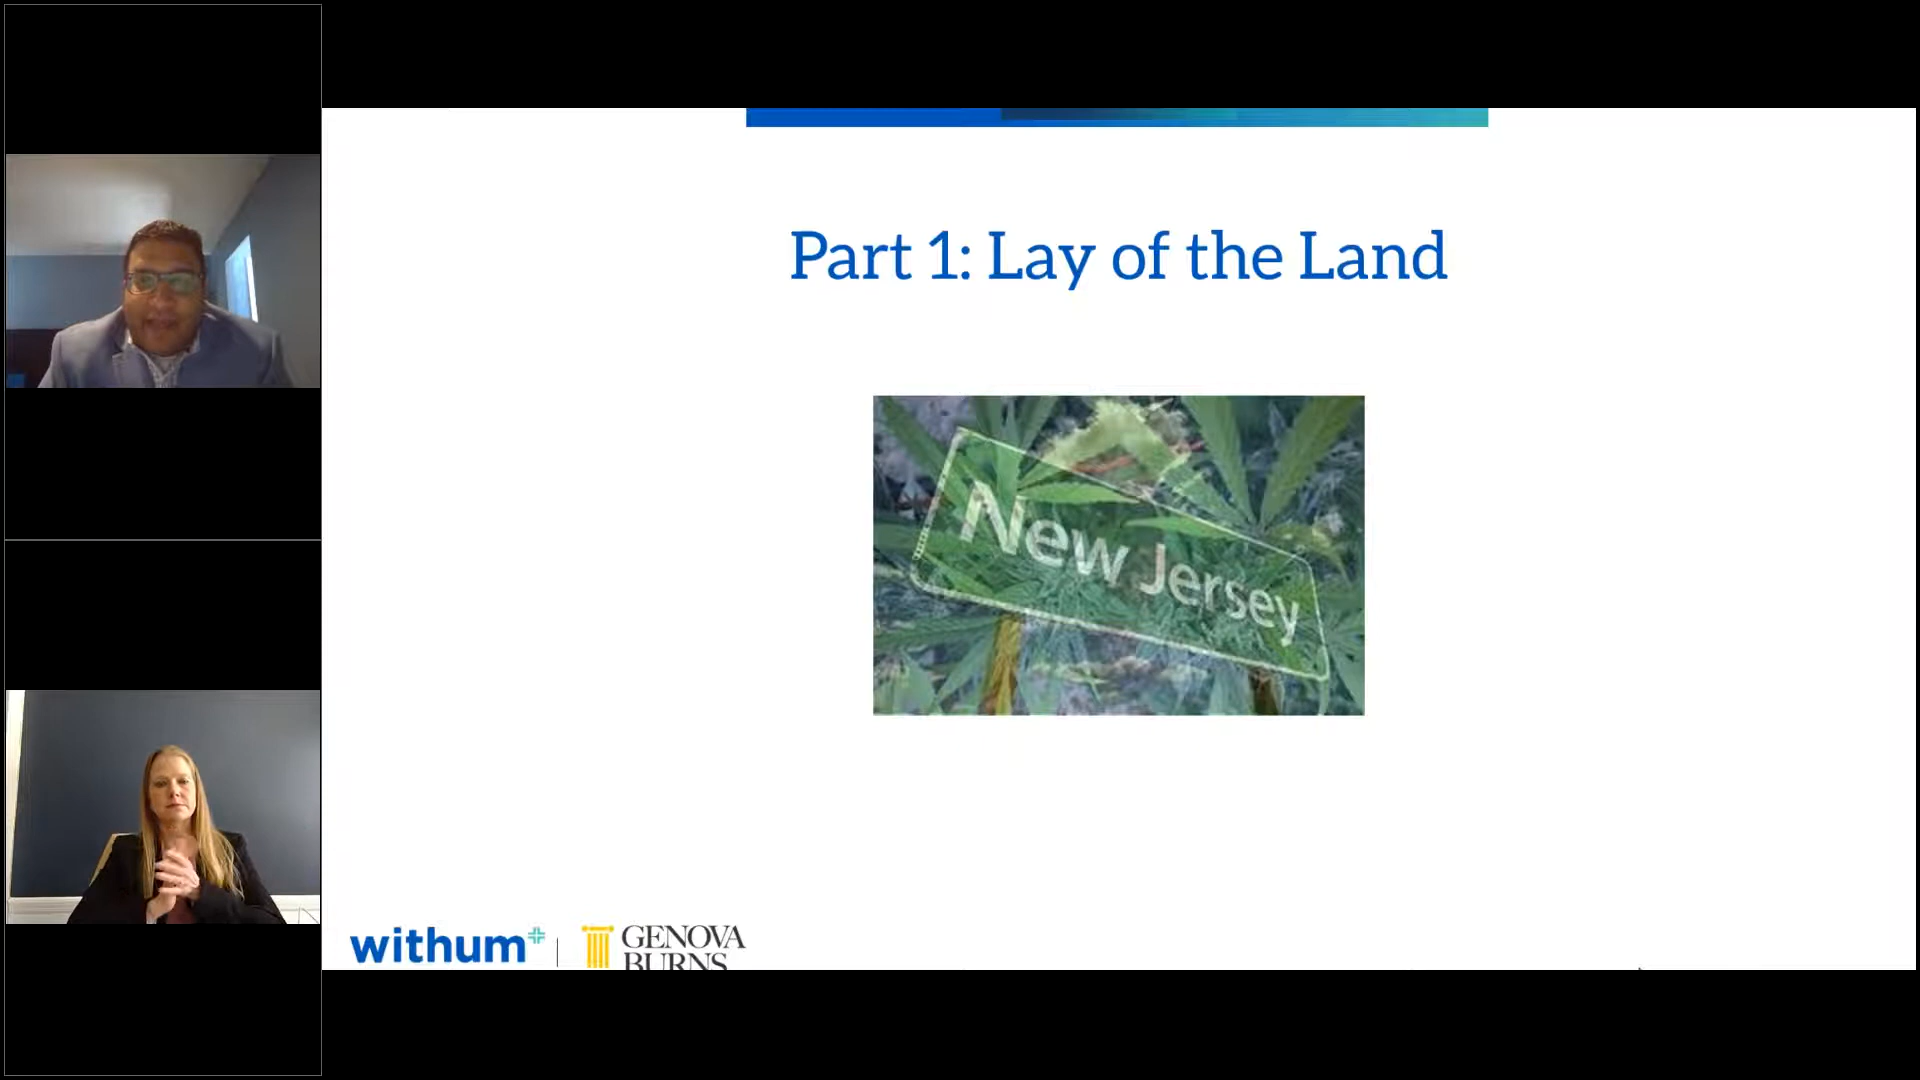 Part 1: Lay of the Land
New Jersey
withum
GENOVA
BURNS